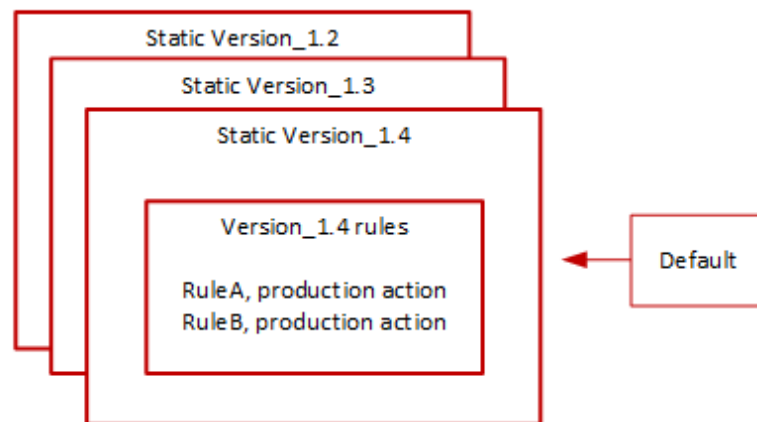 Static Version_1.2
Static Version_1.3
Static Version_1.4
Version_1.4 rules
RuleA, production action
RuleB, production action
Default